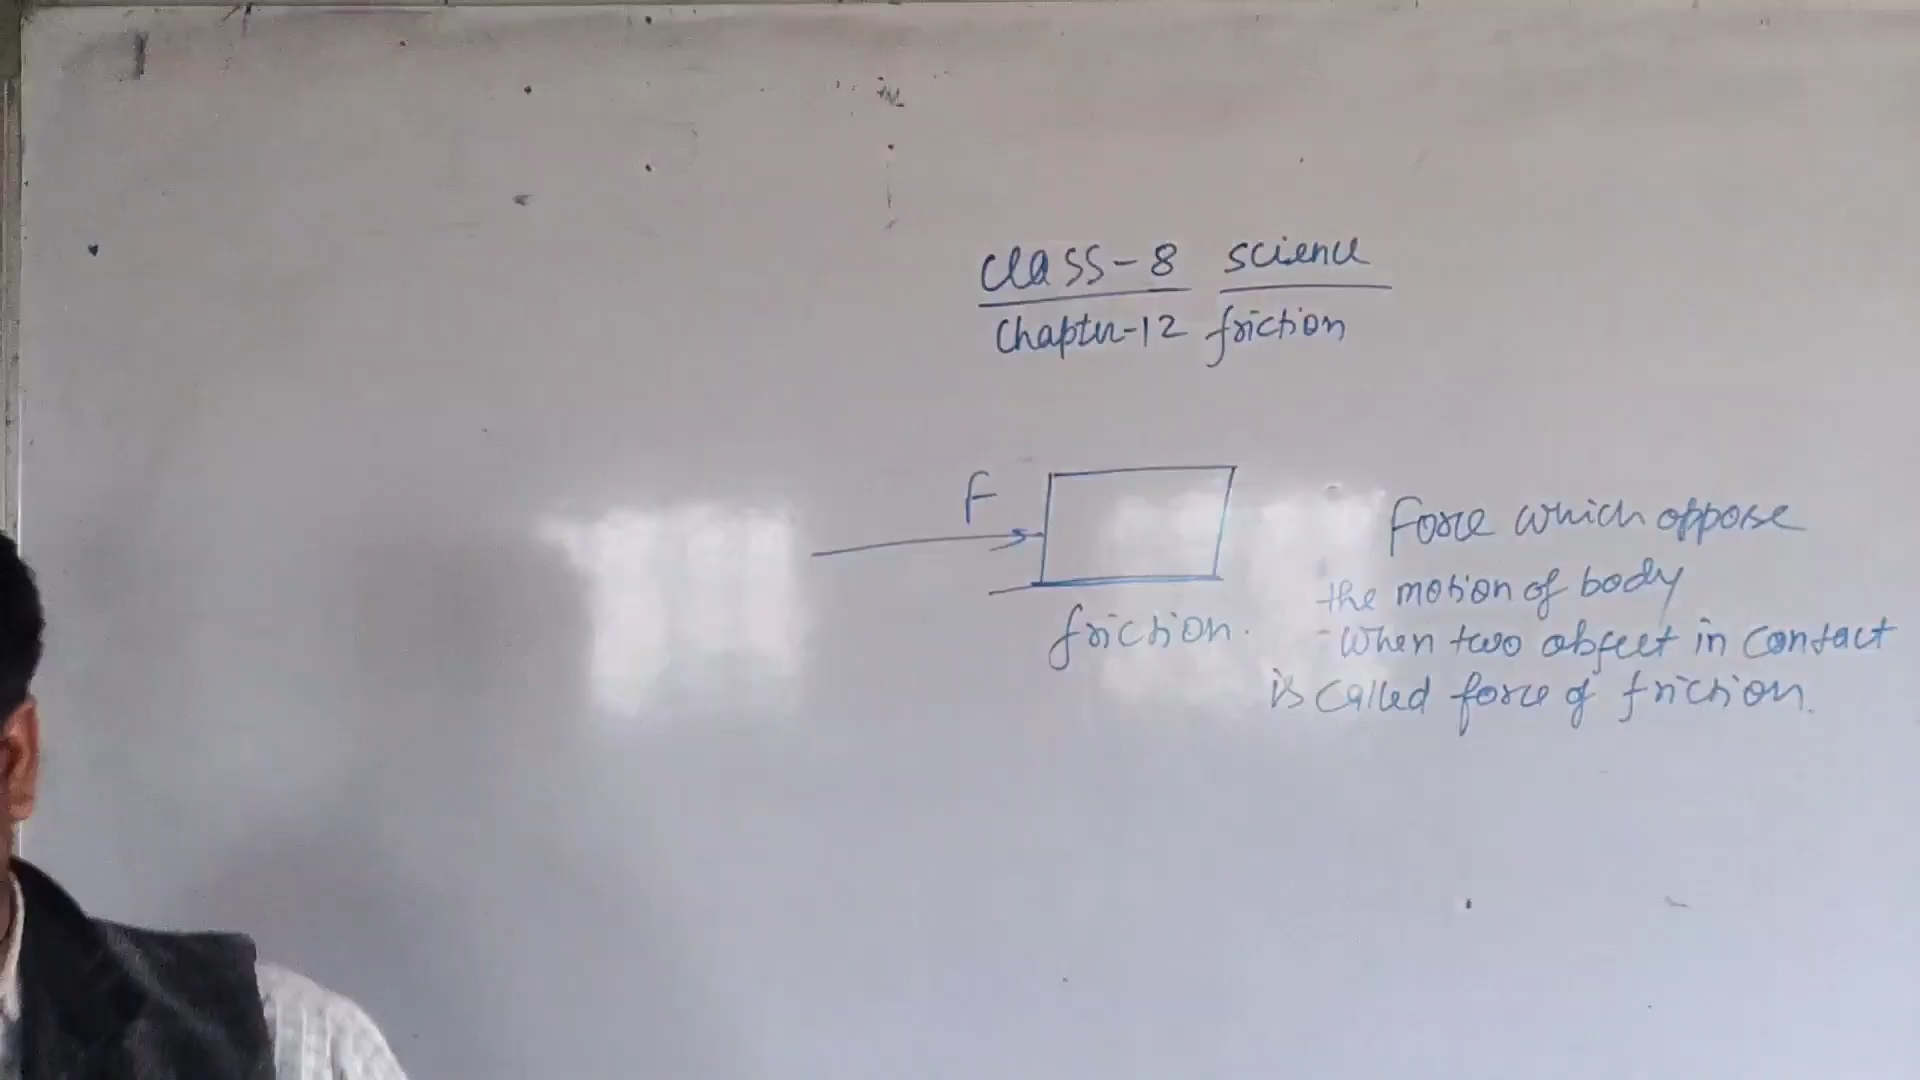 Class-8 science
Chapter-12 friction
F
friction.
Force which oppose
the motion of body
- When two object in contact
is called force of friction.